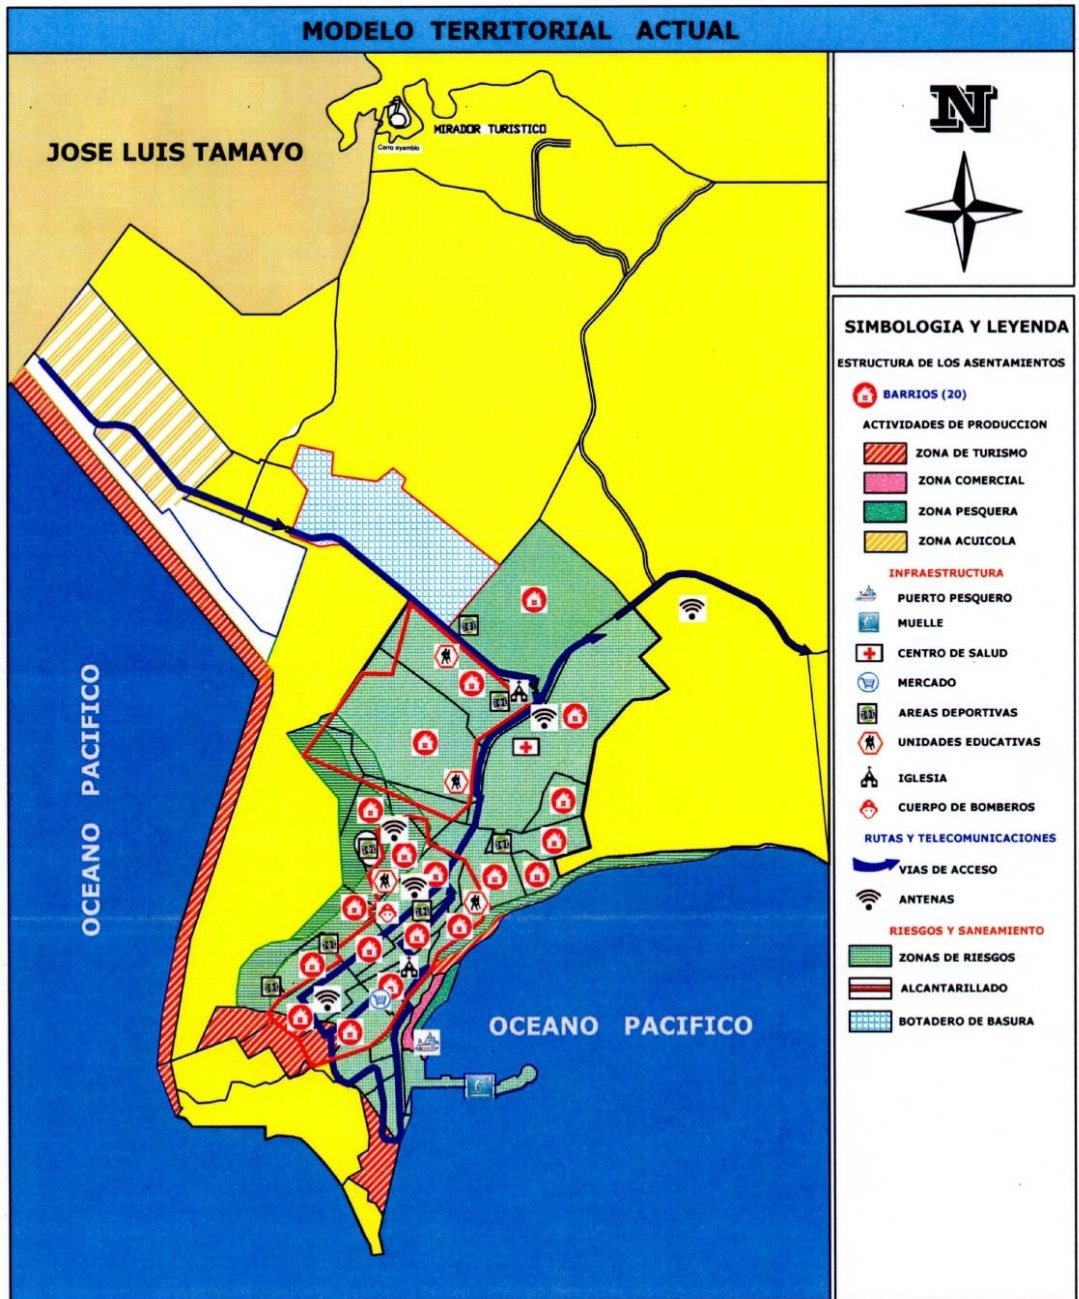 MODELO TERRITORIAL ACTUAL
JOSE LUIS TAMAYO
MIRADOR TURISTICO
N
OCEANO PACIFICO
OCEANO PACIFICO
SIMBOLOGIA Y LEYENDA
ESTRUCTURA DE LOS ASENTAMIENTOS
BARRIOS (20)
ACTIVIDADES DE PRODUCCION
ZONA DE TURISMO
ZONA COMERCIAL
ZONA PESQUERA
ZONA ACUICOLA
INFRAESTRUCTURA
PUERTO PESQUERO
MUELLE
CENTRO DE SALUD
MERCADO
AREAS DEPORTIVAS
UNIDADES EDUCATIVAS
IGLESIA
CUERPO DE BOMBEROS
RUTAS Y TELECOMUNICACIONES
VIAS DE ACCESO
ANTENAS
RIESGOS Y SANEAMIENTO
ZONAS DE RIESGOS
ALCANTARILLADO
BOTADERO DE BASURA